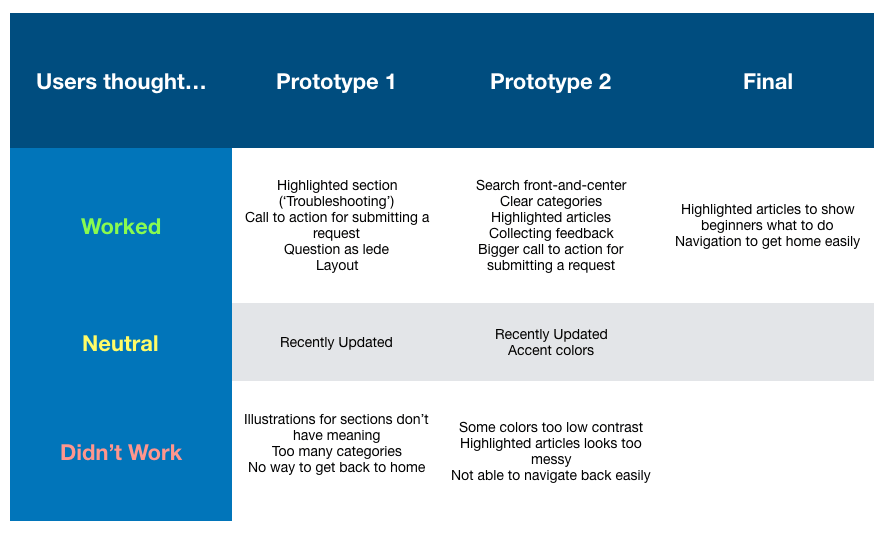 Users thought…
Prototype 1
Prototype 2
Final
Worked
Highlighted section
(‘Troubleshooting’)
Call to action for submitting a
request
Question as lede
Layout
Search front-and-center
Clear categories
Highlighted articles
Collecting feedback
Bigger call to action for
submitting a request
Highlighted articles to show
beginners what to do
Navigation to get home easily
Neutral
Recently Updated
Recently Updated
Accent colors
Didn’t Work
Illustrations for sections don’t
have meaning
Too many categories
No way to get back to home
Some colors too low contrast
Highlighted articles looks too
messy
Not able to navigate back easily